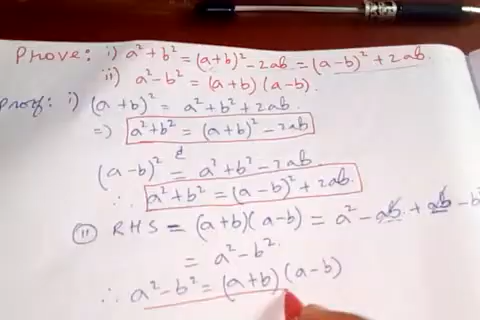 Prove: i) a² + b² = (a+b)² - 2ab = (a-b)² + 2ab.
ii) a² - b² = (a+b) (a-b).
Proof: i) (a+b)² = a² + b² + 2ab
=) a² + b² = (a+b)² - 2ab
(a-b)² = a² + b² - 2ab
∴ a² + b² = (a-b)² + 2ab.
(ii) RHS = (a+b)(a-b) = a² - ab + ab - b²
= a² - b².
∴ a² - b² = (a+b) (a-b)